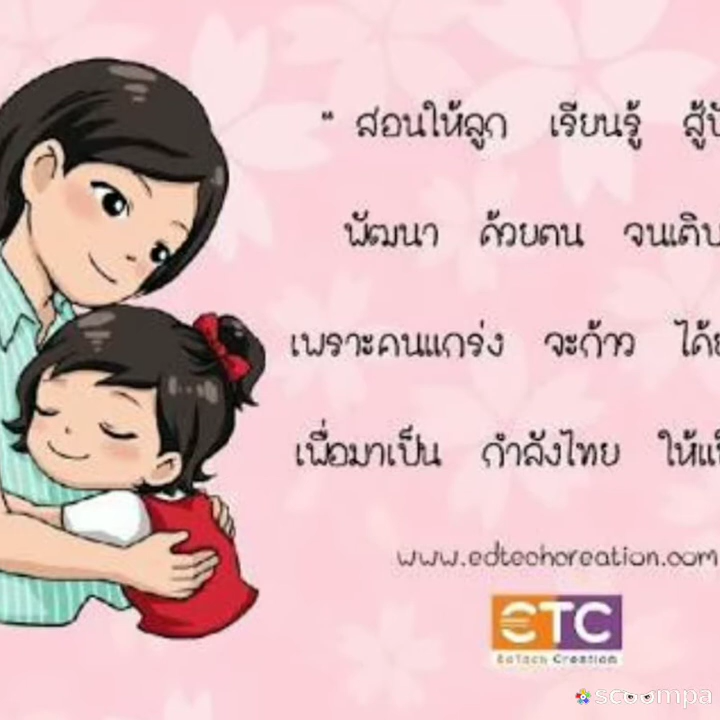 “ สอนให้ลูก เรียนรู้
พัฒนา ด้วยตน
เพราะคนแกร่ง จะก้าว
เพื่อมาเป็น กำลังไทย
www.edtechcreation.com
ETC
EdTech Creation
scoompa